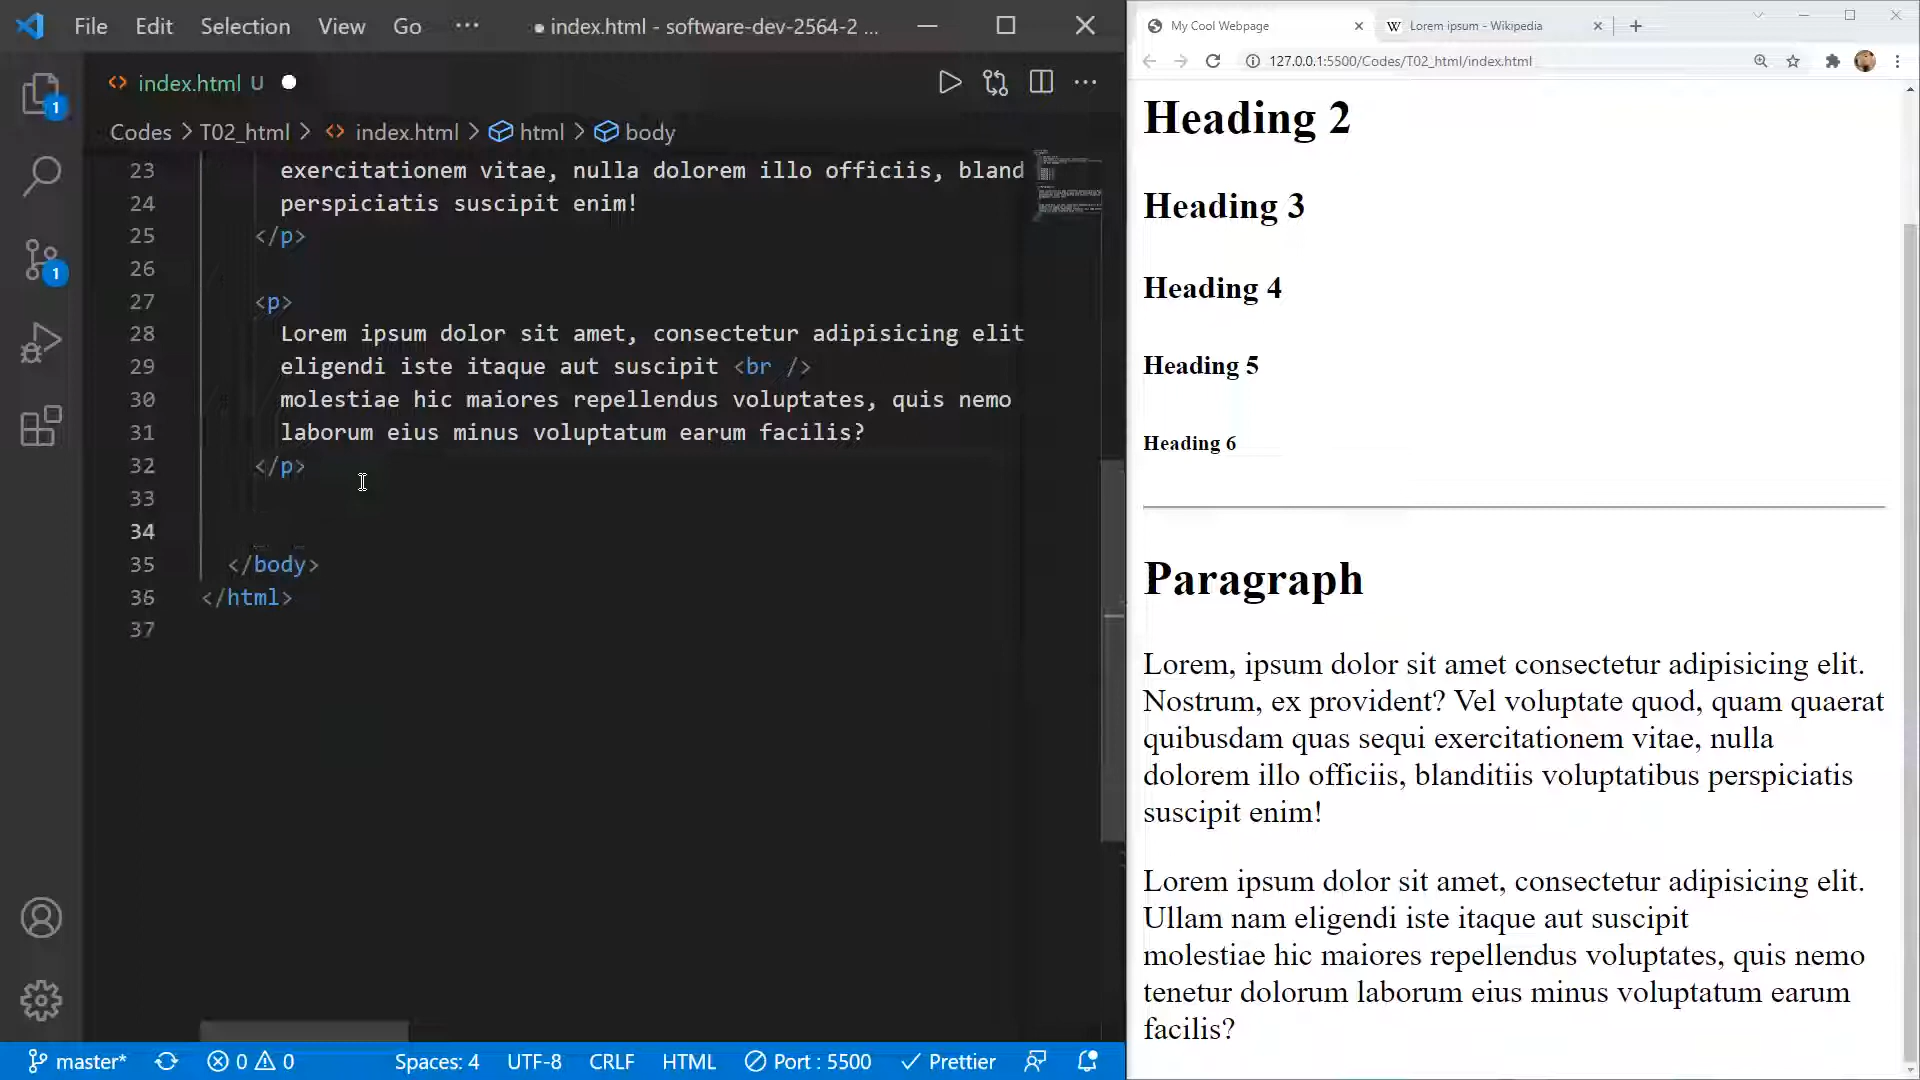 File Edit Selection View Go ··· ● index.html - software-dev-2564-2 ...
index.html U
Codes > T02_html > index.html > html > body
23 exercitationem vitae, nulla dolorem illo officiis, bland
24 perspiciatis suscipit enim!
25 </p>
26
27 <p>
28 Lorem ipsum dolor sit amet, consectetur adipisicing elit
29 eligendi iste itaque aut suscipit <br />
30 molestiae hic maiores repellendus voluptates, quis nemo
31 laborum eius minus voluptatum earum facilis?
32 </p>
33
34
35 </body>
36 </html>
37
1
1
master* 0 0 Spaces: 4 UTF-8 CRLF HTML Port : 5500 Prettier
My Cool Webpage
W Lorem ipsum - Wikipedia
127.0.0.1:5500/Codes/T02_html/index.html
Heading 2
Heading 3
Heading 4
Heading 5
Heading 6
Paragraph
Lorem, ipsum dolor sit amet consectetur adipisicing elit.
Nostrum, ex provident? Vel voluptate quod, quam quaerat
quibusdam quas sequi exercitationem vitae, nulla
dolorem illo officiis, blanditiis voluptatibus perspiciatis
suscipit enim!
Lorem ipsum dolor sit amet, consectetur adipisicing elit.
Ullam nam eligendi iste itaque aut suscipit
molestiae hic maiores repellendus voluptates, quis nemo
tenetur dolorum laborum eius minus voluptatum earum
facilis?